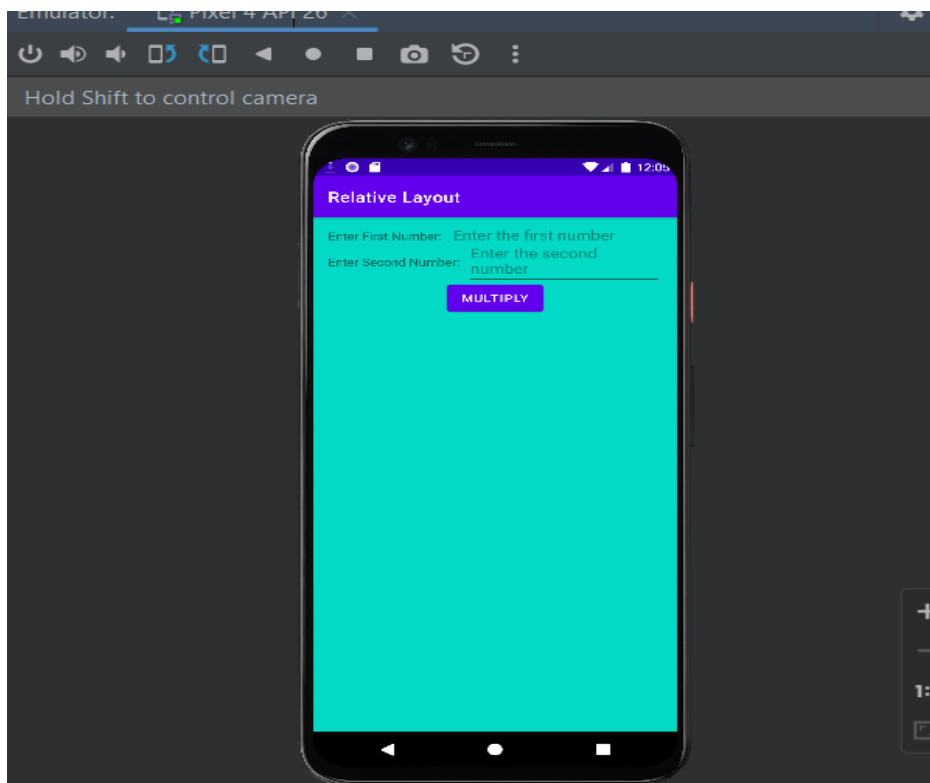 Emulator: Pixel 4 API 26
Hold Shift to control camera
12:05
Relative Layout
Enter First Number: Enter the first number
Enter Second Number: Enter the second
number
MULTIPLY
1: